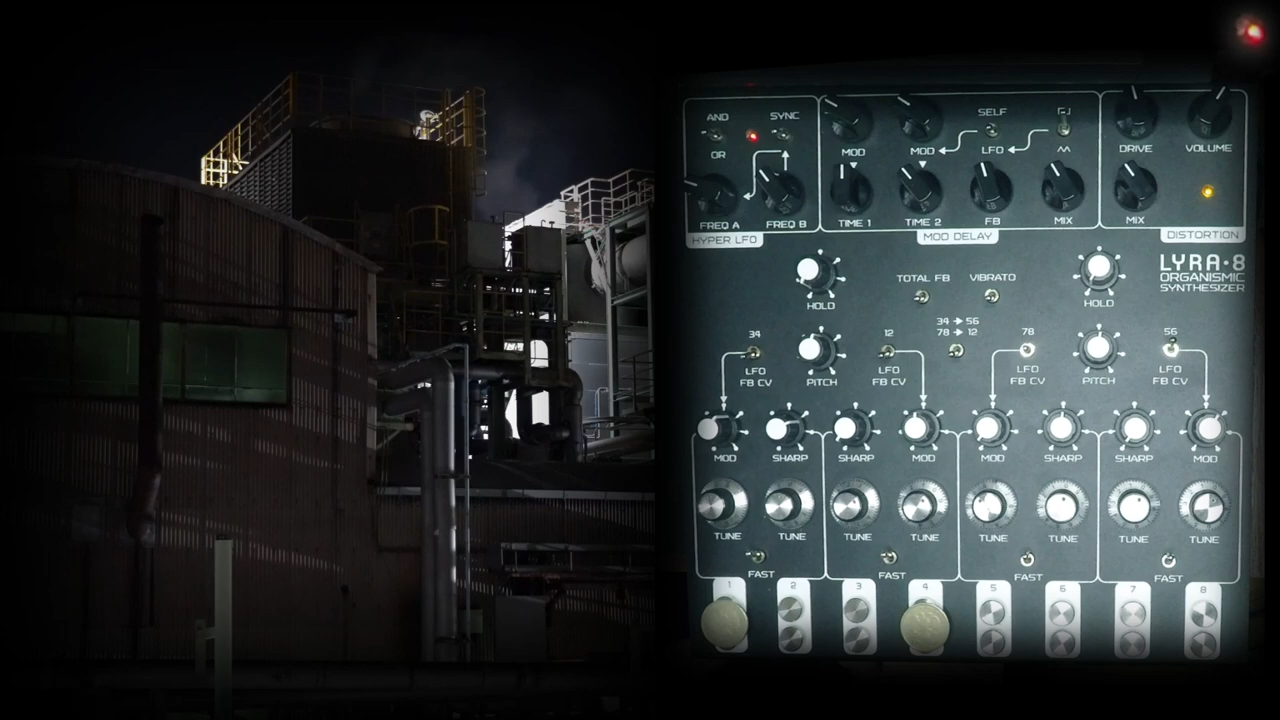 AND SYNC
OR
FREQ A FREQ B
HYPER LFO
SELF
MOD MOD LFO
TIME 1 TIME 2 FB MIX
MOD DELAY
DRIVE VOLUME
MIX
DISTORTION
LYRA-8
ORGANISMIC
SYNTHESIZER
HOLD TOTAL FB VIBRATO HOLD
34 → 56
78 → 12
34 12 78 56
LFO LFO LFO LFO
FB CV FB CV FB CV FB CV
PITCH PITCH
MOD SHARP SHARP MOD MOD SHARP SHARP MOD
TUNE TUNE TUNE TUNE TUNE TUNE TUNE TUNE
FAST FAST FAST FAST
1 2 3 4 5 6 7 8